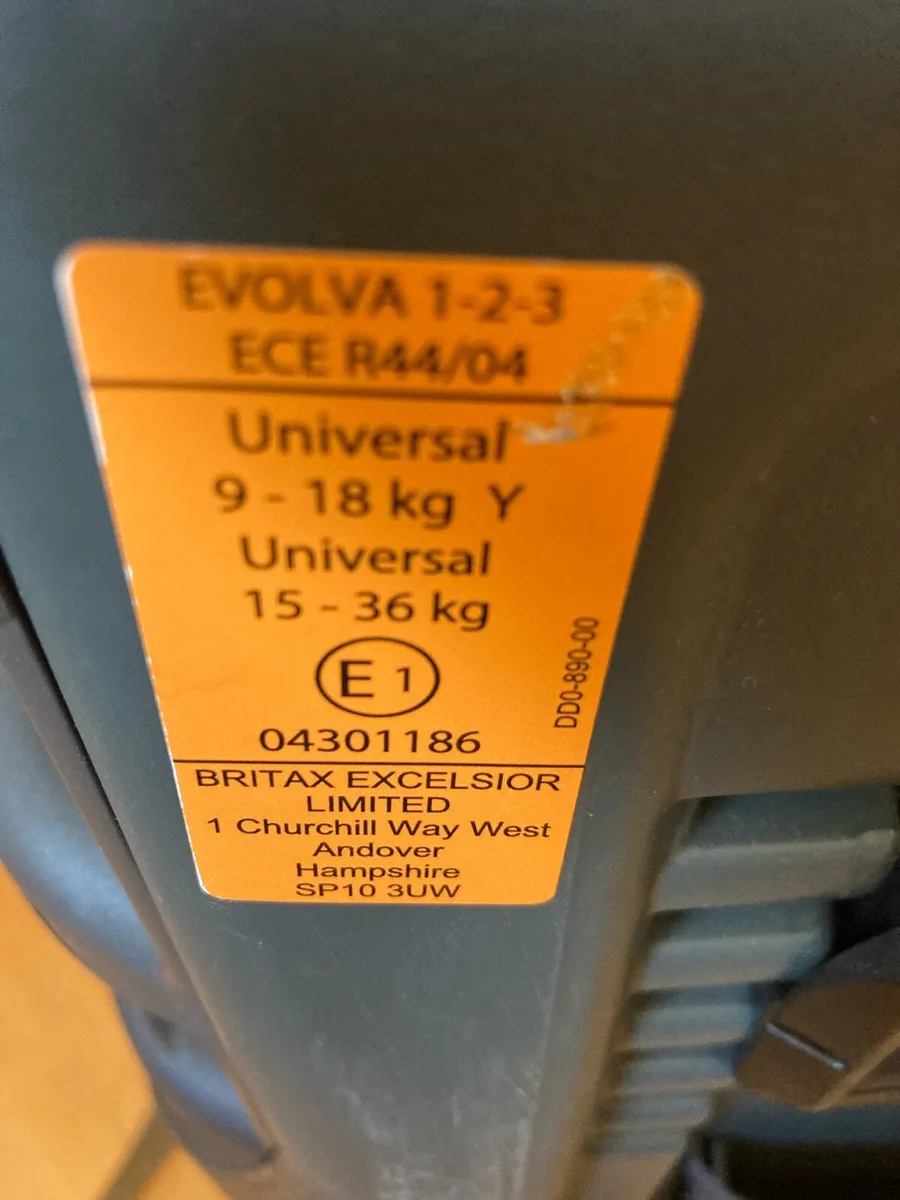 EVOLVA 1-2-3
ECE R44/04
Universal
9 - 18 kg Y
Universal
15 - 36 kg
E 1
04301186
DD0-890-00
BRITAX EXCELSIOR
LIMITED
1 Churchill Way West
Andover
Hampshire
SP10 3UW